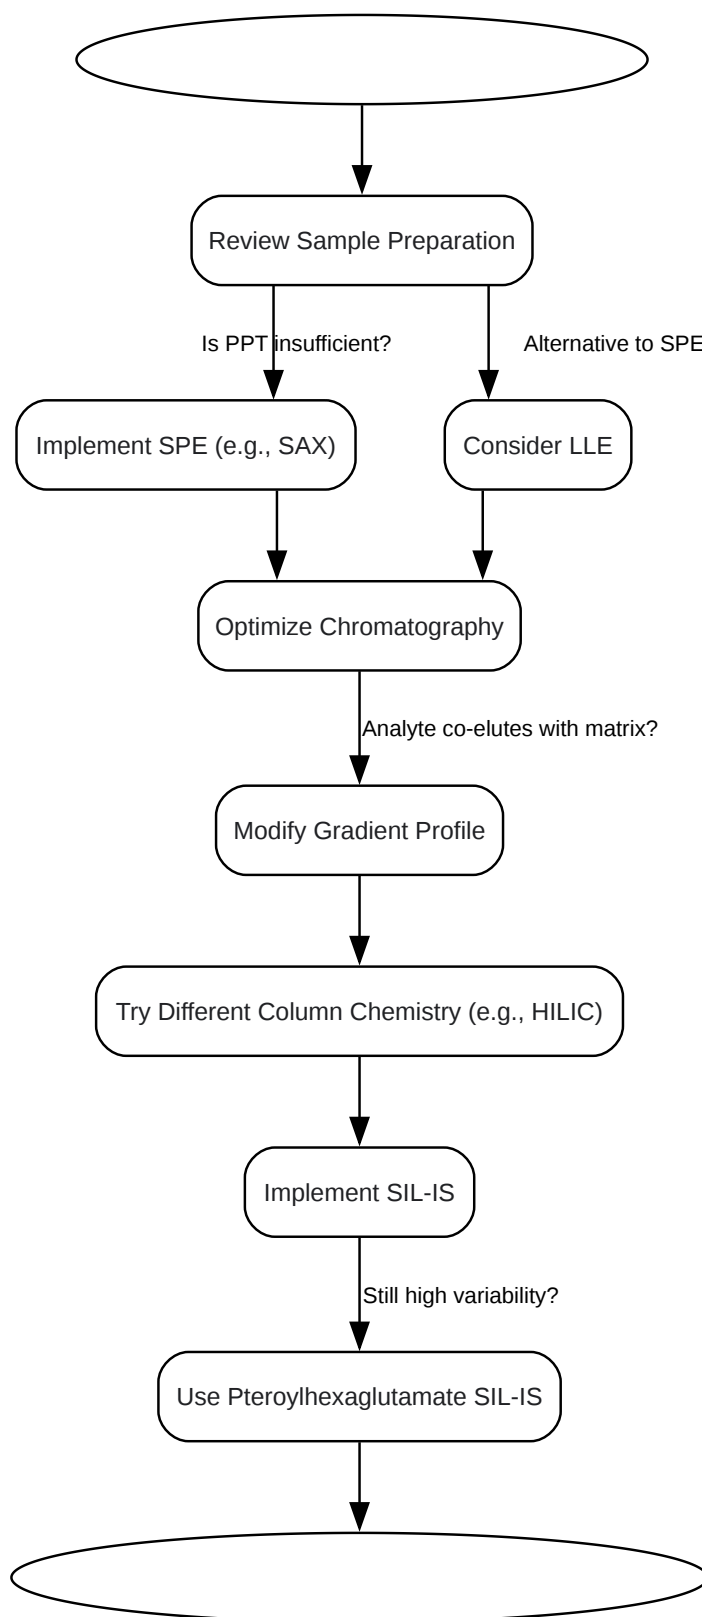 Review Sample Preparation
Is PPT insufficient?
Alternative to SPE
Implement SPE (e.g., SAX)
Consider LLE
Optimize Chromatography
Analyte co-elutes with matrix?
Modify Gradient Profile
Try Different Column Chemistry (e.g., HILIC)
Implement SIL-IS
Still high variability?
Use Pteroylhexaglutamate SIL-IS